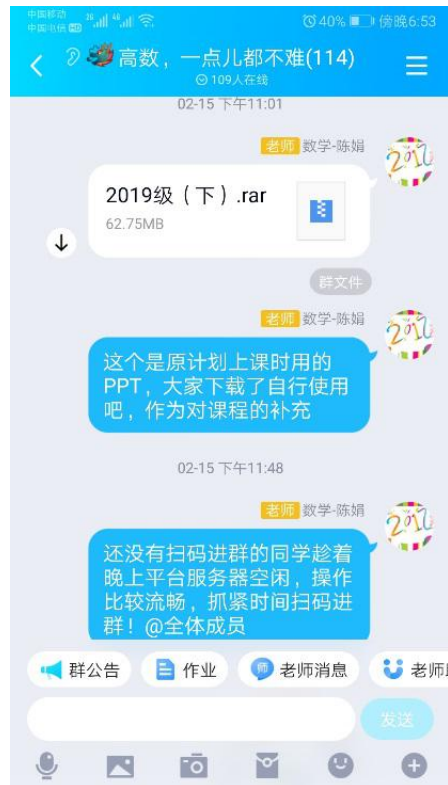 中国移动 2G 4G 40% 傍晚6:53
中国电信 HD
高数，一点儿都不难(114)
109人在线
02-15 下午11:01
老师 数学-陈娟
2019级（下）.rar
62.75MB
群文件
老师 数学-陈娟
这个是原计划上课时用的
PPT，大家下载了自行使用
吧，作为对课程的补充
02-15 下午11:48
老师 数学-陈娟
还没有扫码进群的同学趁着
晚上平台服务器空闲，操作
比较流畅，抓紧时间扫码进
群！@全体成员
群公告 作业 师 老师消息 老师
发送